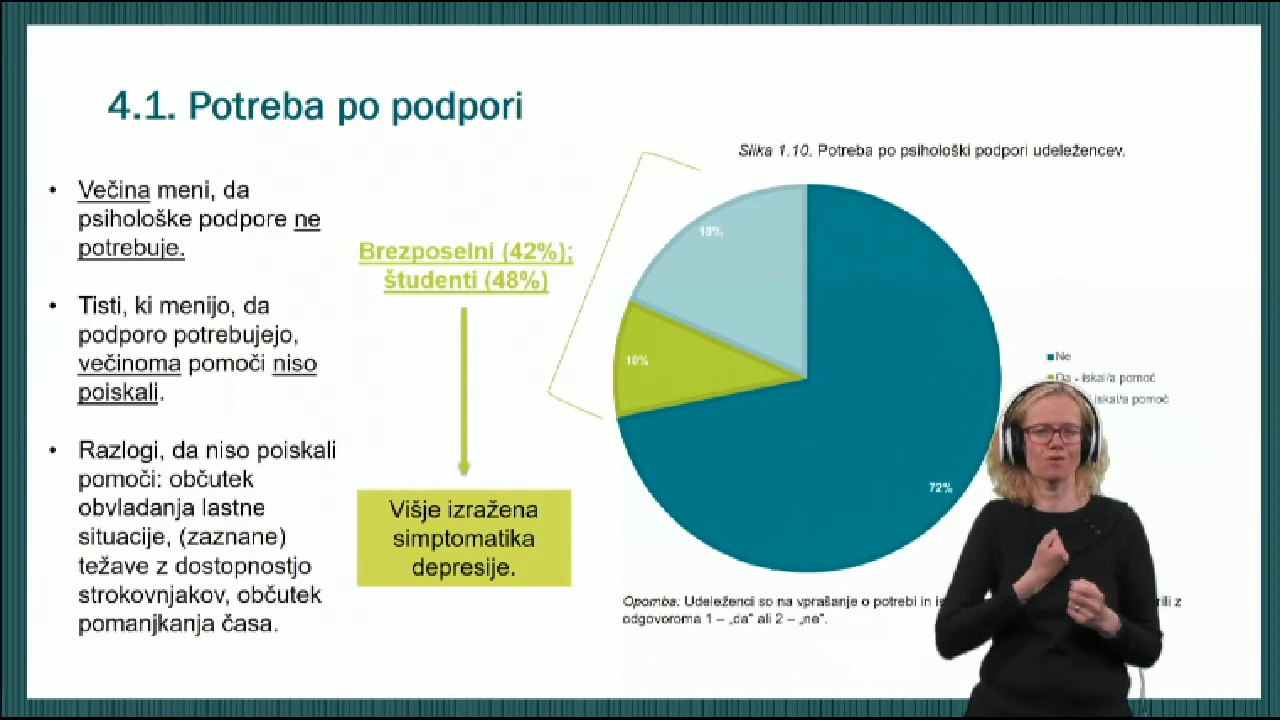 4.1. Potreba po podpori
• Večina meni, da
psihološke podpore ne
potrebuje.
• Tisti, ki menijo, da
podporo potrebujejo,
večinoma pomoči niso
poiskali.
• Razlogi, da niso poiskali
pomoči: občutek
obvladanja lastne
situacije, (zaznane)
težave z dostopnostjo
strokovnjakov, občutek
pomanjkanja časa.
Brezposelni (42%);
študenti (48%)
Višje izražena
simptomatika
depresije.
Slika 1.10. Potreba po psihološki podpori udeležencev.
18%
10%
72%
Ne
Da - iskal/a pomoč
iskal/a pomoč
Opomba. Udeleženci so na vprašanje o potrebi in
z
odgovoroma 1 – „da“ ali 2 – „ne“.